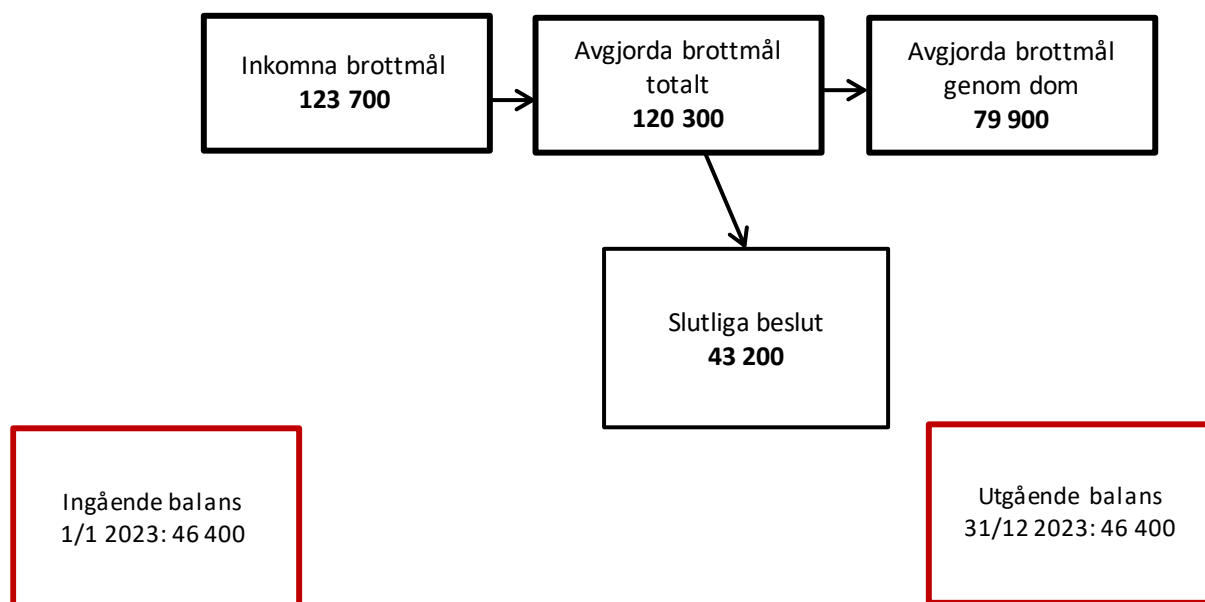 Inkomna brottmål
123 700
Avgjorda brottmål
totalt
120 300
Avgjorda brottmål
genom dom
79 900
Slutliga beslut
43 200
Ingående balans
1/1 2023: 46 400
Utgående balans
31/12 2023: 46 400